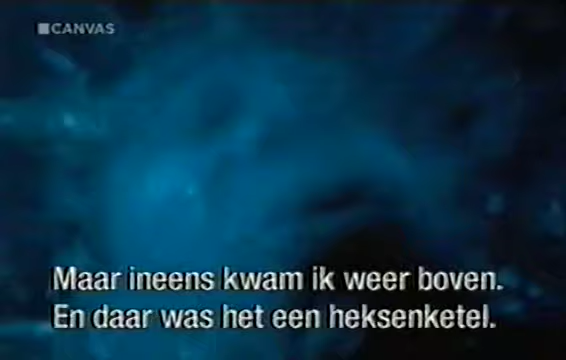 CANVAS
Maar ineens kwam ik weer boven.
En daar was het een heksenketel.